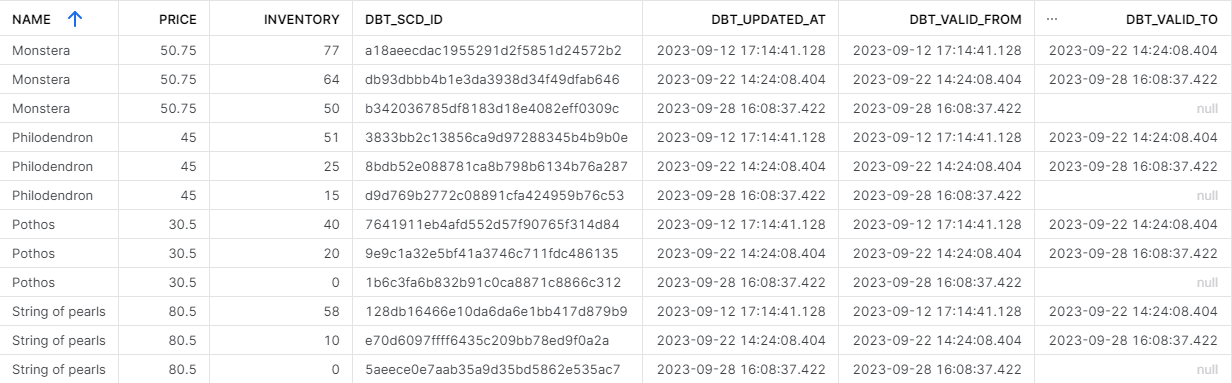 NAME ↑ PRICE INVENTORY DBT_SCD_ID DBT_UPDATED_AT DBT_VALID_FROM ... DBT_VALID_TO
Monstera 50.75 77 a18aeecdac1955291d2f5851d24572b2 2023-09-12 17:14:41.128 2023-09-12 17:14:41.128 2023-09-22 14:24:08.404
Monstera 50.75 64 db93dbbb4b1e3da3938d34f49dfab646 2023-09-22 14:24:08.404 2023-09-22 14:24:08.404 2023-09-28 16:08:37.422
Monstera 50.75 50 b342036785df8183d18e4082eff0309c 2023-09-28 16:08:37.422 2023-09-28 16:08:37.422 null
Philodendron 45 51 3833bb2c13856ca9d97288345b4b9b0e 2023-09-12 17:14:41.128 2023-09-12 17:14:41.128 2023-09-22 14:24:08.404
Philodendron 45 25 8bdb52e088781ca8b798b6134b76a287 2023-09-22 14:24:08.404 2023-09-22 14:24:08.404 2023-09-28 16:08:37.422
Philodendron 45 15 d9d769b2772c08891cfa424959b76c53 2023-09-28 16:08:37.422 2023-09-28 16:08:37.422 null
Pothos 30.5 40 7641911eb4afd552d57f90765f314d84 2023-09-12 17:14:41.128 2023-09-12 17:14:41.128 2023-09-22 14:24:08.404
Pothos 30.5 20 9e9c1a32e5bf41a3746c711fdc486135 2023-09-22 14:24:08.404 2023-09-22 14:24:08.404 2023-09-28 16:08:37.422
Pothos 30.5 0 1b6c3fa6b832b91c0ca8871c8866c312 2023-09-28 16:08:37.422 2023-09-28 16:08:37.422 null
String of pearls 80.5 58 128db16466e10da6da6e1bb417d879b9 2023-09-12 17:14:41.128 2023-09-12 17:14:41.128 2023-09-22 14:24:08.404
String of pearls 80.5 10 e70d6097ffff6435c209bb78ed9f0a2a 2023-09-22 14:24:08.404 2023-09-22 14:24:08.404 2023-09-28 16:08:37.422
String of pearls 80.5 0 5aeece0e7aab35a9d35bd5862e535ac7 2023-09-28 16:08:37.422 2023-09-28 16:08:37.422 null